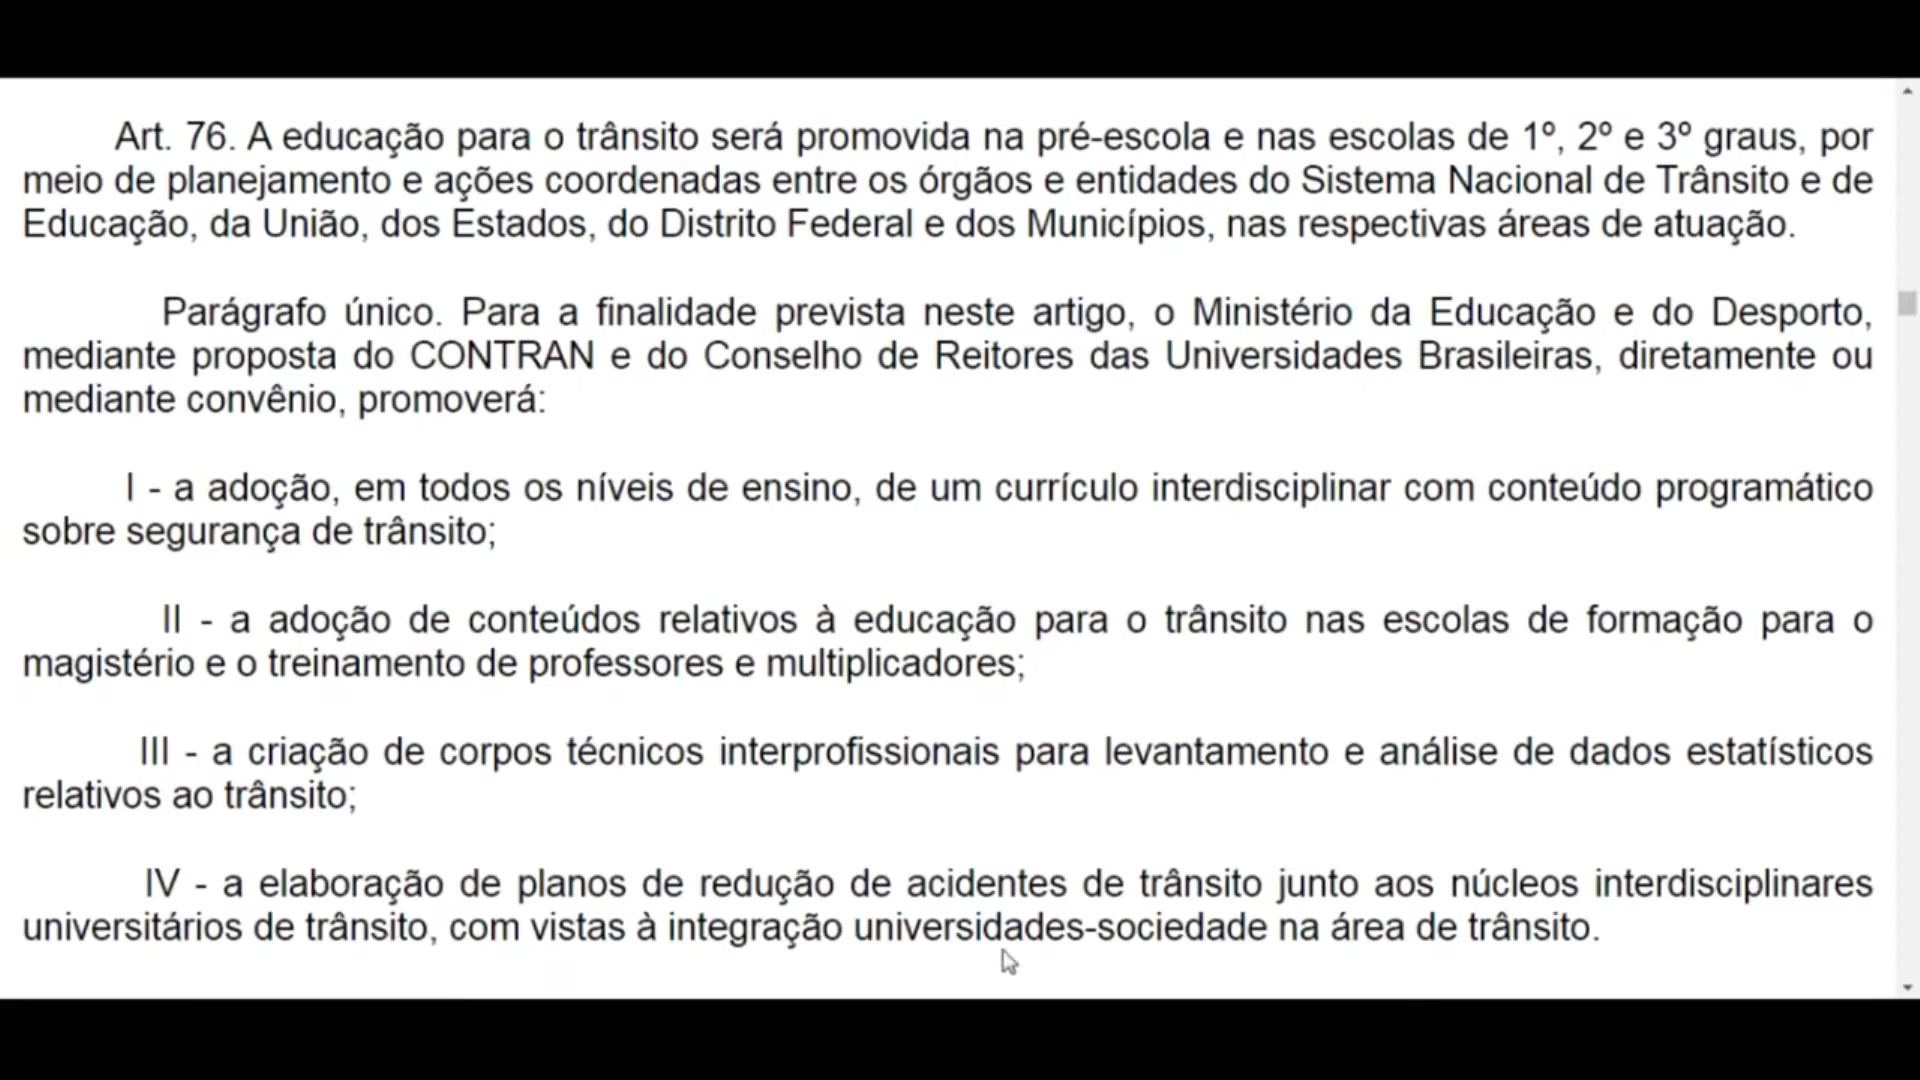 Art. 76. A educação para o trânsito será promovida na pré-escola e nas escolas de 1º, 2º e 3º graus, por
meio de planejamento e ações coordenadas entre os órgãos e entidades do Sistema Nacional de Trânsito e de
Educação, da União, dos Estados, do Distrito Federal e dos Municípios, nas respectivas áreas de atuação.
Parágrafo único. Para a finalidade prevista neste artigo, o Ministério da Educação e do Desporto,
mediante proposta do CONTRAN e do Conselho de Reitores das Universidades Brasileiras, diretamente ou
mediante convênio, promoverá:
I - a adoção, em todos os níveis de ensino, de um currículo interdisciplinar com conteúdo programático
sobre segurança de trânsito;
II - a adoção de conteúdos relativos à educação para o trânsito nas escolas de formação para o
magistério e o treinamento de professores e multiplicadores;
III - a criação de corpos técnicos interprofissionais para levantamento e análise de dados estatísticos
relativos ao trânsito;
IV - a elaboração de planos de redução de acidentes de trânsito junto aos núcleos interdisciplinares
universitários de trânsito, com vistas à integração universidades-sociedade na área de trânsito.